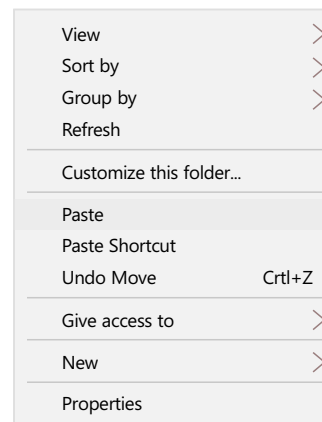 View
Sort by
Group by
Refresh
Customize this folder...
Paste
Paste Shortcut
Undo Move Crtl+Z
Give access to
New
Properties